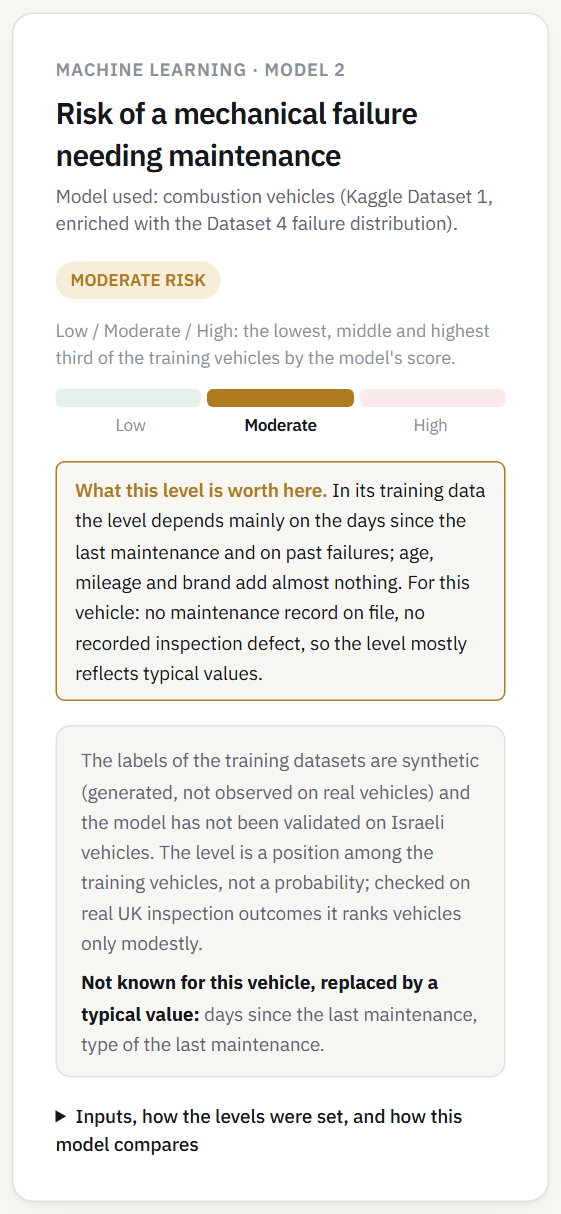 MACHINE LEARNING · MODEL 2
Risk of a mechanical failure
needing maintenance
Model used: combustion vehicles (Kaggle Dataset 1,
enriched with the Dataset 4 failure distribution).
MODERATE RISK
Low / Moderate / High: the lowest, middle and highest
third of the training vehicles by the model's score.
Low Moderate High
What this level is worth here. In its training data
the level depends mainly on the days since the
last maintenance and on past failures; age,
mileage and brand add almost nothing. For this
vehicle: no maintenance record on file, no
recorded inspection defect, so the level mostly
reflects typical values.
The labels of the training datasets are synthetic
(generated, not observed on real vehicles) and
the model has not been validated on Israeli
vehicles. The level is a position among the
training vehicles, not a probability; checked on
real UK inspection outcomes it ranks vehicles
only modestly.
Not known for this vehicle, replaced by a
typical value: days since the last maintenance,
type of the last maintenance.
▶ Inputs, how the levels were set, and how this
model compares